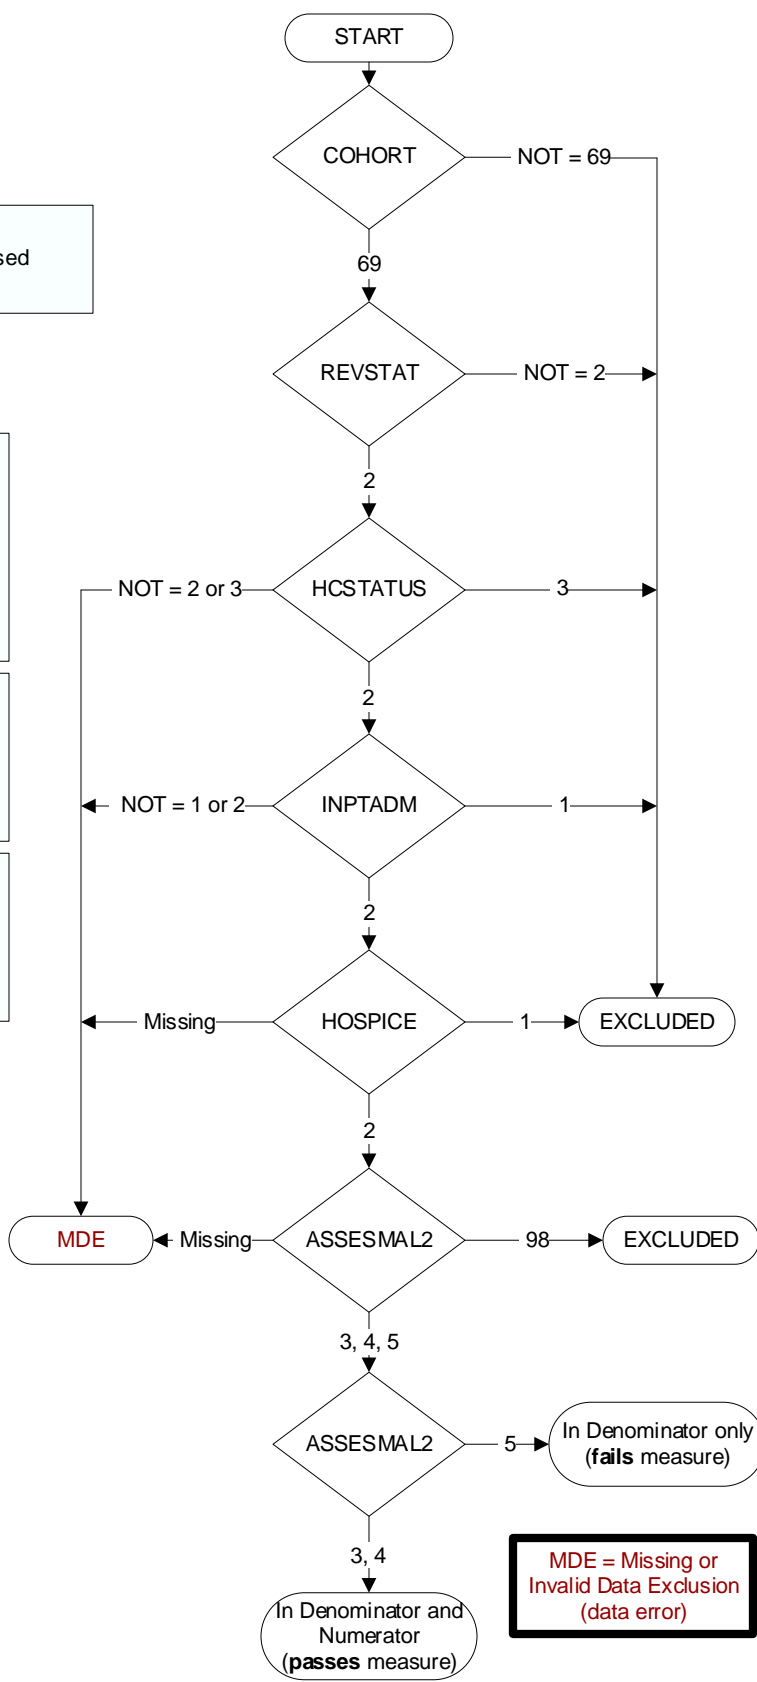 START
COHORT
NOT = 69
sed
69
REVSTAT
NOT = 2
2
NOT = 2 or 3
HCSTATUS
3
2
NOT = 1 or 2
INPTADM
1
2
Missing
HOSPICE
1
EXCLUDED
2
MDE
Missing
ASSESMAL2
98
EXCLUDED
3, 4, 5
ASSESMAL2
5
In Denominator only
(fails measure)
3, 4
MDE = Missing or
Invalid Data Exclusion
(data error)
In Denominator and
Numerator
(passes measure)